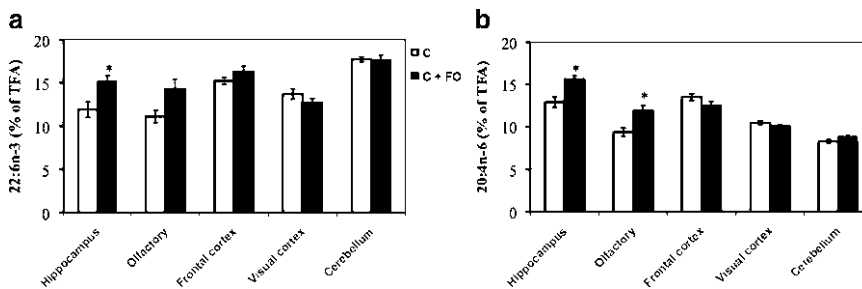 a
22:6n-3 (% of TFA)
20
15
10
5
0
*
Hippocampus
Olfactory
Frontal cortex
Visual cortex
Cerebellum
C
C + FO
b
20:4n-6 (% of TFA)
20
15
10
5
0
*
*
Hippocampus
Olfactory
Frontal cortex
Visual cortex
Cerebellum